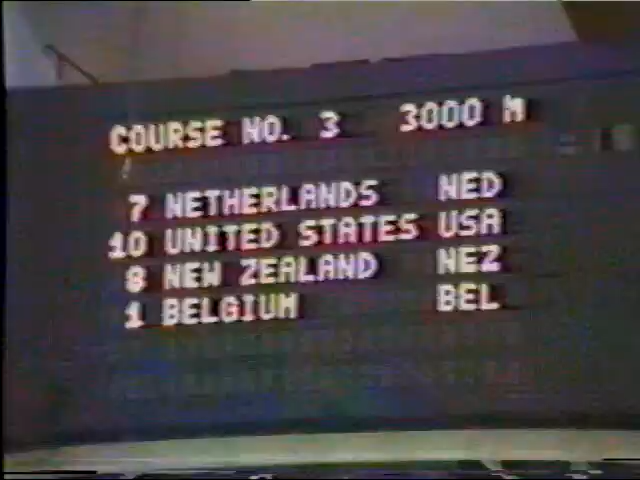 COURSE NO. 3 3000 M
7 NETHERLANDS NED
10 UNITED STATES USA
8 NEW ZEALAND NEZ
1 BELGIUM BEL